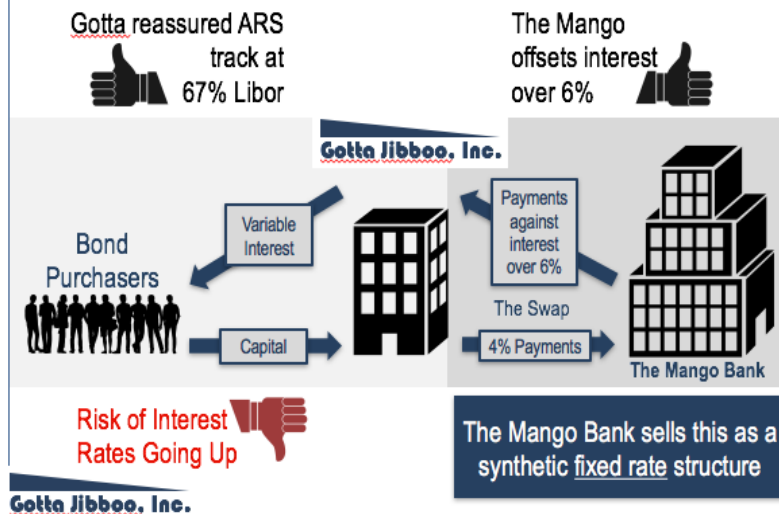 Gotta reassured ARS
track at
67% Libor
The Mango
offsets interest
over 6%
Gotta Jibboo, Inc.
Bond
Purchasers
Variable
Interest
Capital
Payments
against
interest
over 6%
The Swap
4% Payments
The Mango Bank
Risk of Interest
Rates Going Up
The Mango Bank sells this as a
synthetic fixed rate structure
Gotta Jibboo, Inc.